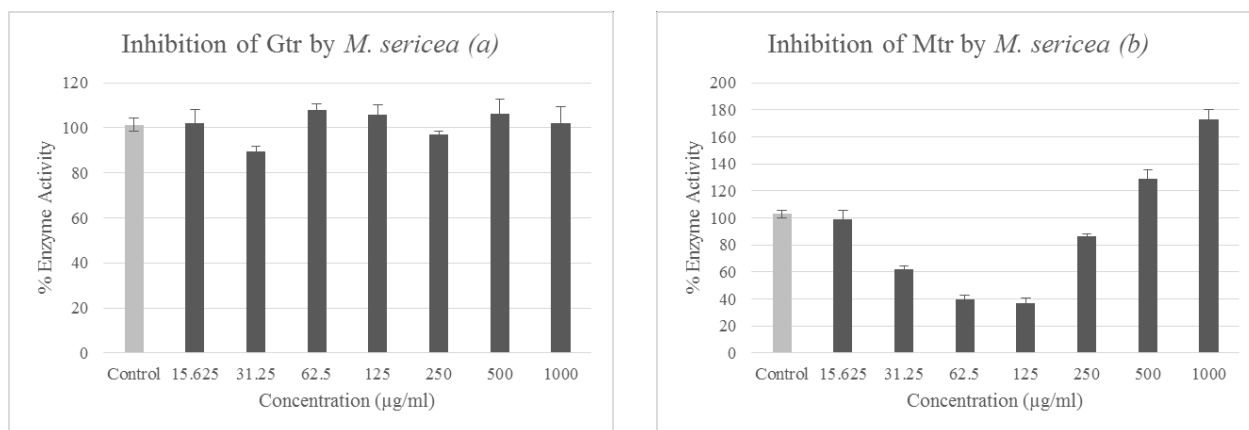 Inhibition of Gtr by M. sericea (a)
120
100
80
60
40
20
0
% Enzyme Activity
Control 15.625 31.25 62.5 125 250 500 1000
Concentration (µg/ml)
Inhibition of Mtr by M. sericea (b)
200
180
160
140
120
100
80
60
40
20
0
% Enzyme Activity
Control 15.625 31.25 62.5 125 250 500 1000
Concentration (µg/ml)